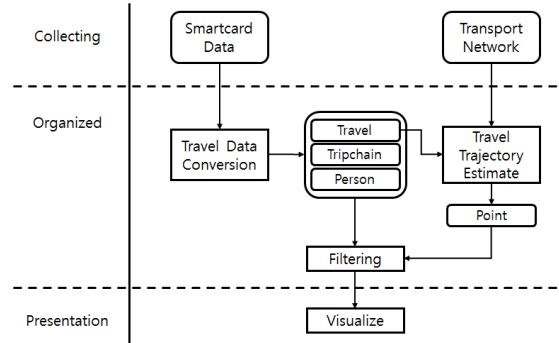 Collecting
Smartcard
Data
Transport
Network
Organized
Travel Data
Conversion
Travel
Tripchain
Person
Travel
Trajectory
Estimate
Point
Filtering
Presentation
Visualize